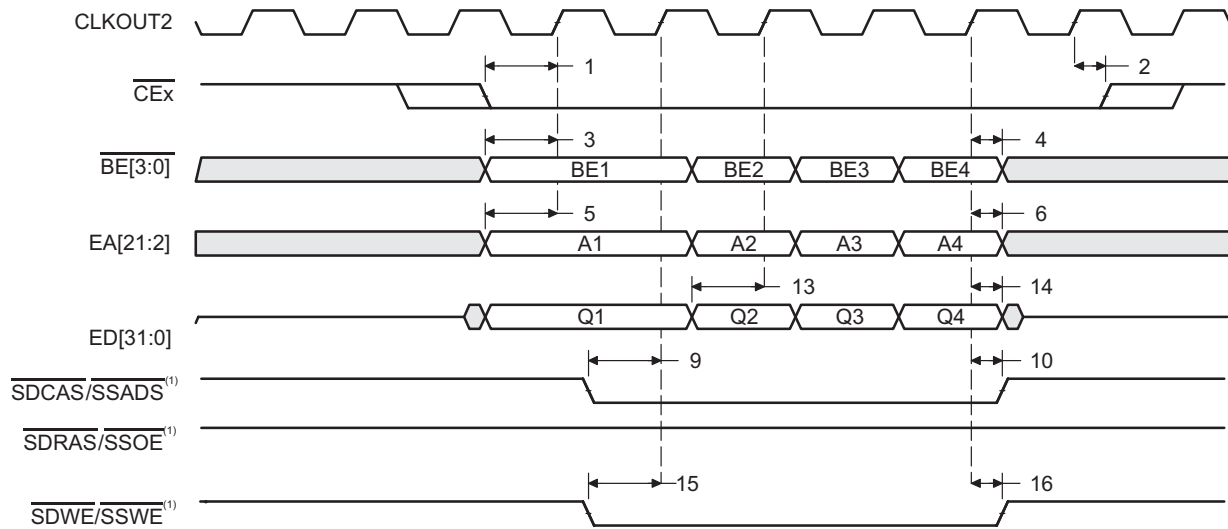 CLKOUT2
1 2
CEx
3 4
BE[3:0] BE1 BE2 BE3 BE4
5 6
EA[21:2] A1 A2 A3 A4
13 14
ED[31:0] Q1 Q2 Q3 Q4
9 10
SDCAS/SSADS(1)
SDRAS/SSOE(1)
15 16
SDWE/SSWE(1)